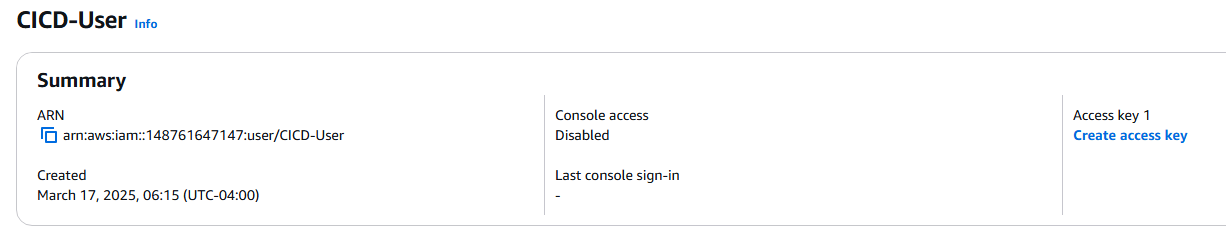 CICD-User Info
Summary
ARN
arn:aws:iam::148761647147:user/CICD-User
Created
March 17, 2025, 06:15 (UTC-04:00)
Console access
Disabled
Last console sign-in
-
Access key 1
Create access key